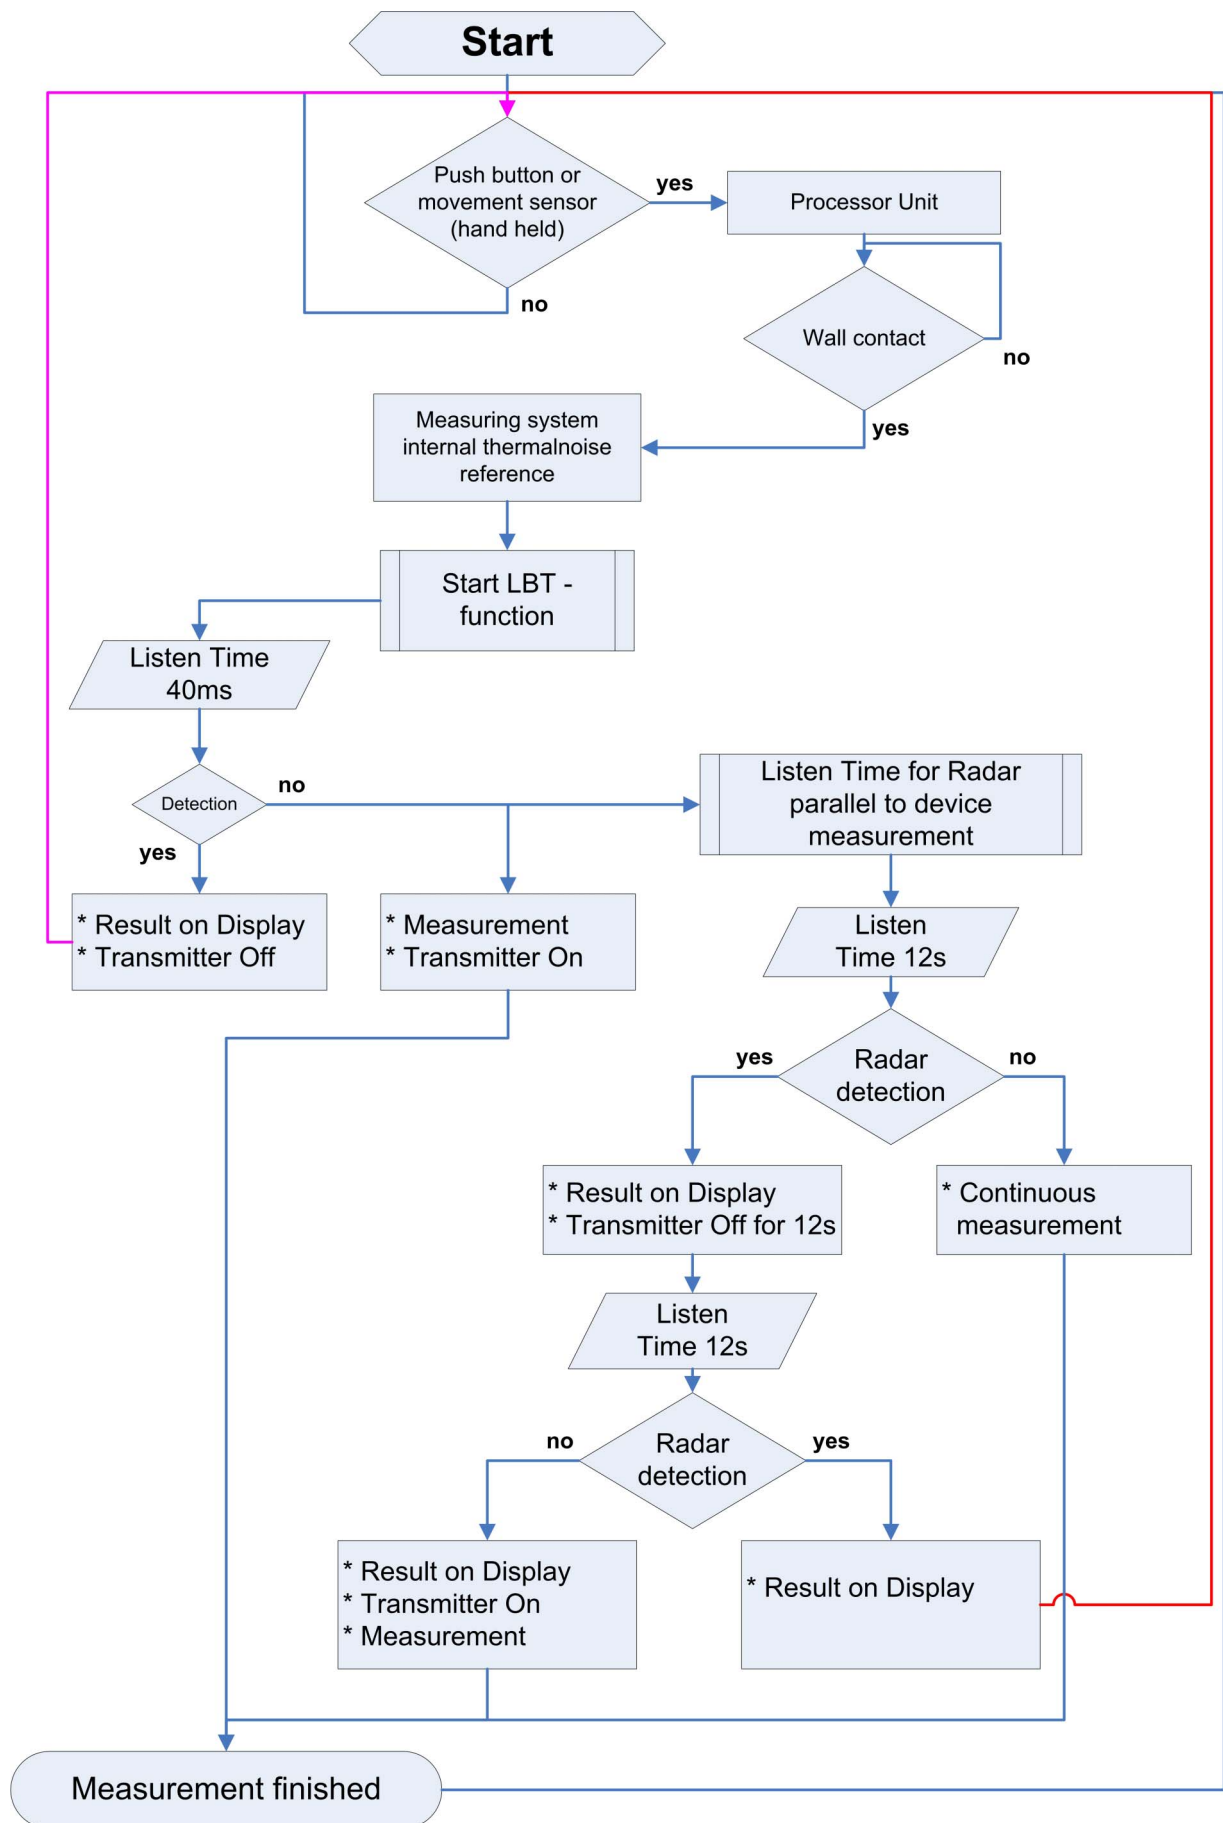 Start
Push button or
movement sensor
(hand held)
yes
no
Processor Unit
Wall contact
no
yes
Measuring system
internal thermalnoise
reference
Start LBT -
function
Listen Time
40ms
Detection
no
yes
* Result on Display
* Transmitter Off
* Measurement
* Transmitter On
Listen Time for Radar
parallel to device
measurement
Listen
Time 12s
Radar
detection
yes
no
* Result on Display
* Transmitter Off for 12s
* Continuous
measurement
Listen
Time 12s
Radar
detection
no
yes
* Result on Display
* Transmitter On
* Measurement
* Result on Display
Measurement finished